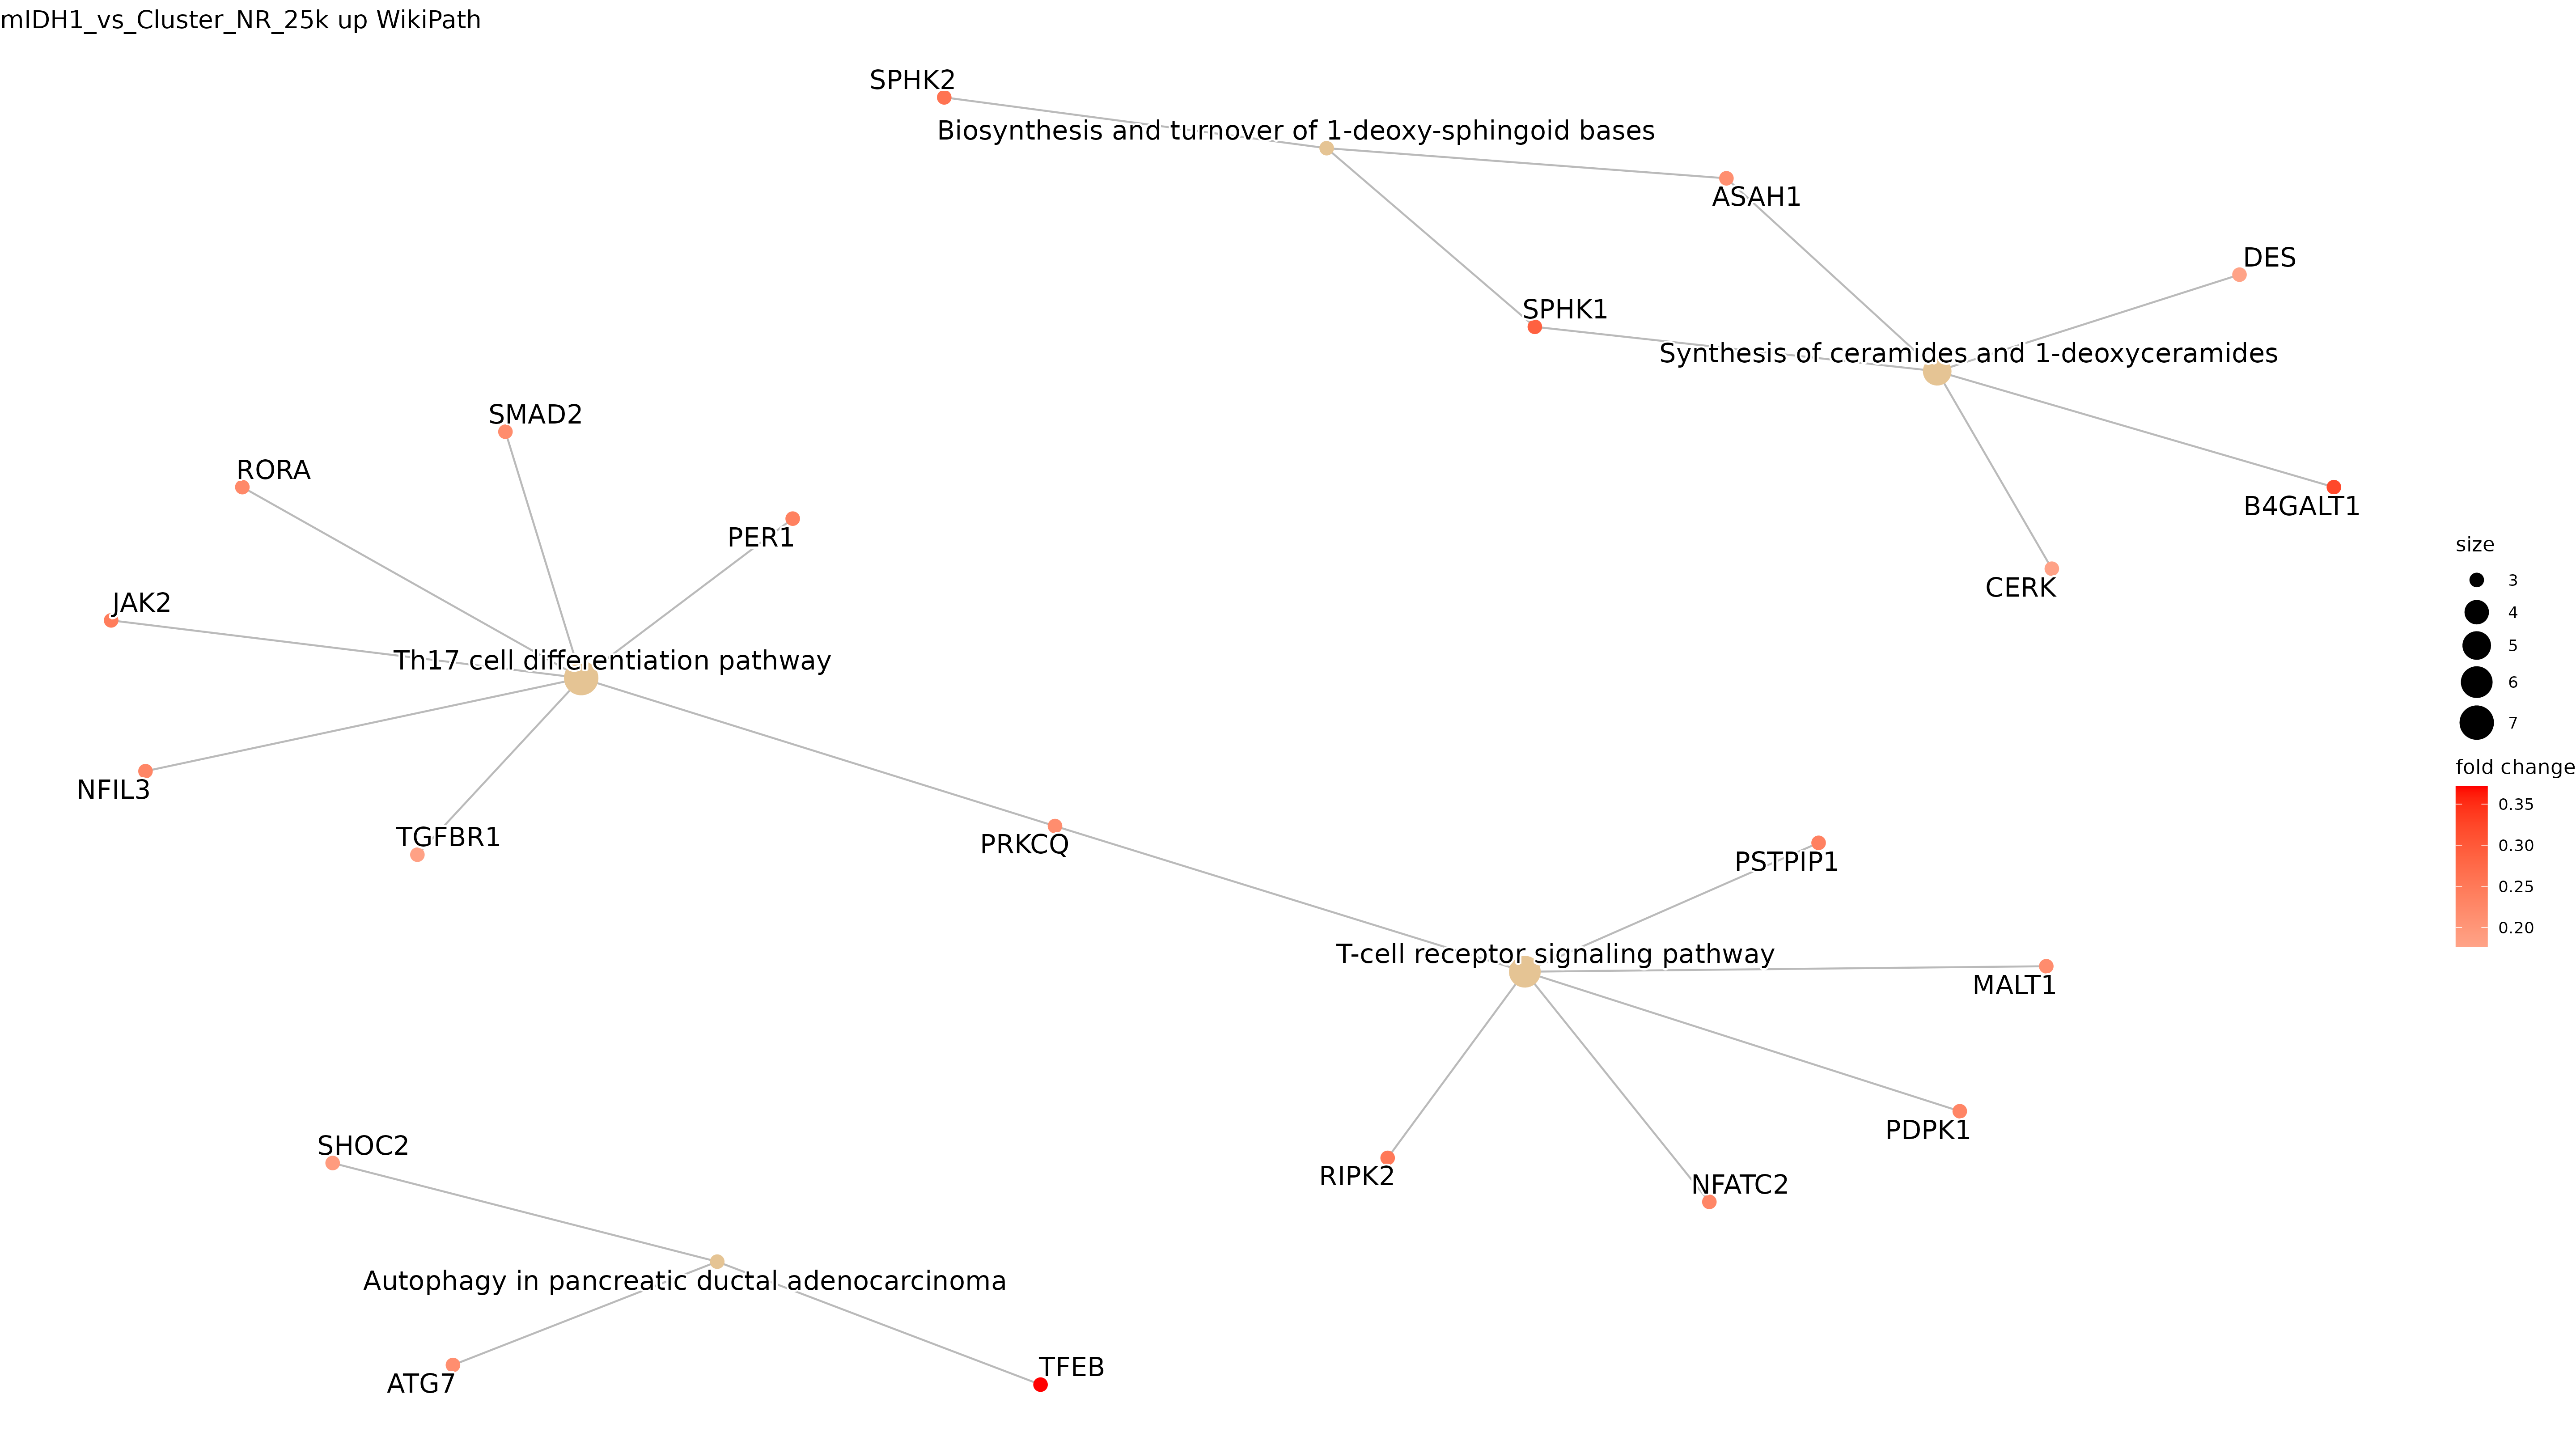 mIDH1_vs_Cluster_NR_25k up WikiPath
SPHK2
Biosynthesis and turnover of 1-deoxy-sphingoid bases
ASAH1
DES
SPHK1
Synthesis of ceramides and 1-deoxyceramides
SMAD2
RORA
B4GALT1
PER1
size
3
CERK
JAK2
4
5
Th17 cell differentiation pathway
6
7
fold change
NFIL3
0.35
TGFBR1
PRKCQ
0.30
PSTPIP1
0.25
0.20
T-cell receptor signaling pathway
MALT1
PDPK1
SHOC2
RIPK2
NFATC2
Autophagy in pancreatic ductal adenocarcinoma
TFEB
ATG7